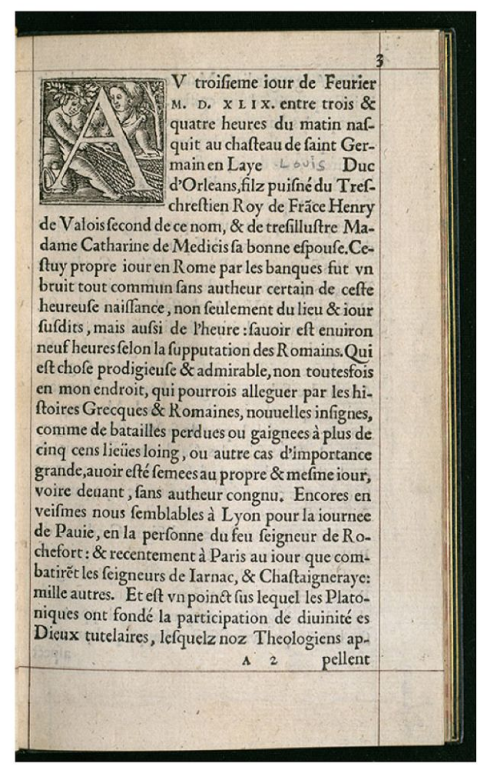 3
AV troiſieme iour de Feurier
M. D. XLIX. entre trois &
quatre heures du matin naſ-
quit au chaſteau de ſaint Ger-
main en Laye Louis Duc
d'Orleans, filz puiſné du Treſ-
chreſtien Roy de Frãce Henry
de Valois ſecond de ce nom, & de treſilluſtre Ma-
dame Catharine de Medicis ſa bonne eſpouſe. Ce-
ſtuy propre iour en Rome par les banques fut vn
bruit tout commun ſans autheur certain de ceſte
heureuſe naiſſance, non ſeulement du lieu & iour
ſuſdits, mais auſsi de l'heure : ſauoir eſt enuiron
neuf heures ſelon la ſupputation des Romains. Qui
eſt choſe prodigieuſe & admirable, non toutesfois
en mon endroit, qui pourrois alleguer par les hi-
ſtoires Grecques & Romaines, nouuelles inſignes,
comme de batailles perdues ou gaignees à plus de
cinq cens lieües loing, ou autre cas d'importance
grande, auoir eſté ſemees au propre & meſme iour,
voire deuant, ſans autheur congnu. Encores en
veiſmes nous ſemblables à Lyon pour la iournee
de Pauie, en la perſonne du feu ſeigneur de Ro-
chefort : & recentement à Paris au iour que com-
batirẽt les ſeigneurs de Iarnac, & Chaſtaigneraye:
mille autres. Et eſt vn poinct ſus lequel les Plato-
niques ont fondé la participation de diuinité es
Dieux tutelaires, leſquelz noz Theologiens ap-
A 2 pellent